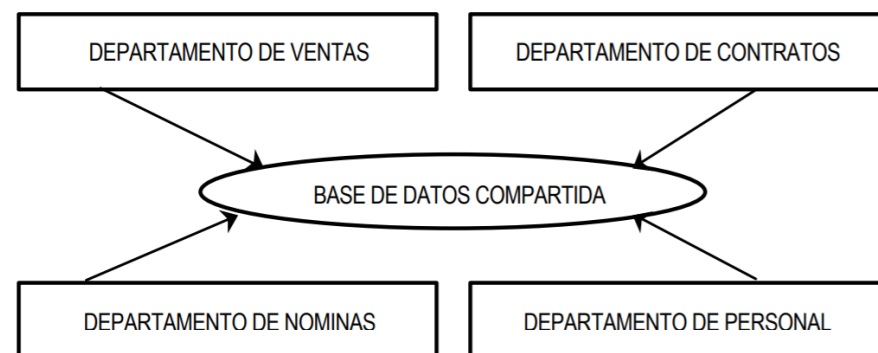 DEPARTAMENTO DE VENTAS
DEPARTAMENTO DE CONTRATOS
BASE DE DATOS COMPARTIDA
DEPARTAMENTO DE NOMINAS
DEPARTAMENTO DE PERSONAL